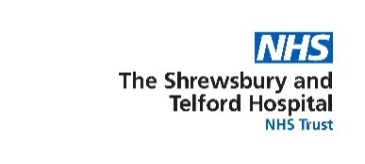 NHS
The Shrewsbury and
Telford Hospital
NHS Trust